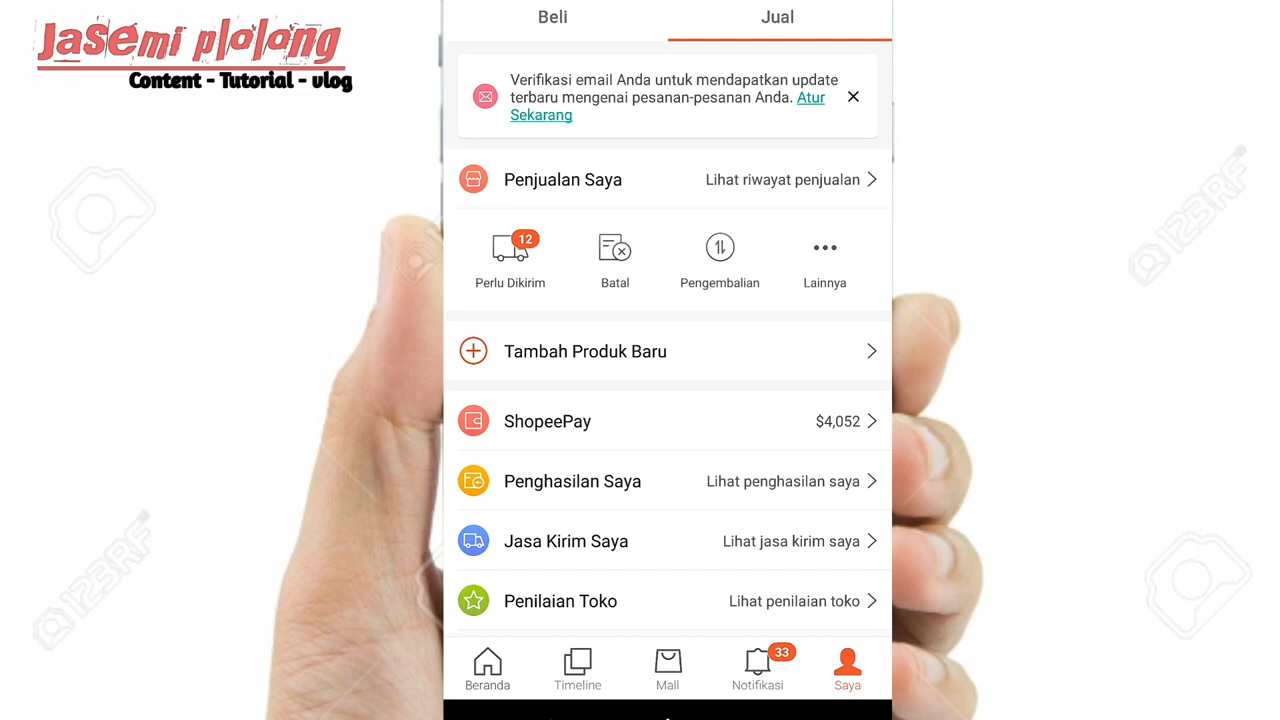 Jasemi plolong
Content - Tutorial - vlog
Beli
Jual
Verifikasi email Anda untuk mendapatkan update
terbaru mengenai pesanan-pesanan Anda. Atur
Sekarang
Penjualan Saya
Lihat riwayat penjualan
12
Perlu Dikirim
Batal
Pengembalian
Lainnya
Tambah Produk Baru
ShopeePay
$4,052
Penghasilan Saya
Lihat penghasilan saya
Jasa Kirim Saya
Lihat jasa kirim saya
Penilaian Toko
Lihat penilaian toko
33
Beranda
Timeline
Mall
Notifikasi
Saya
123RF
123RF